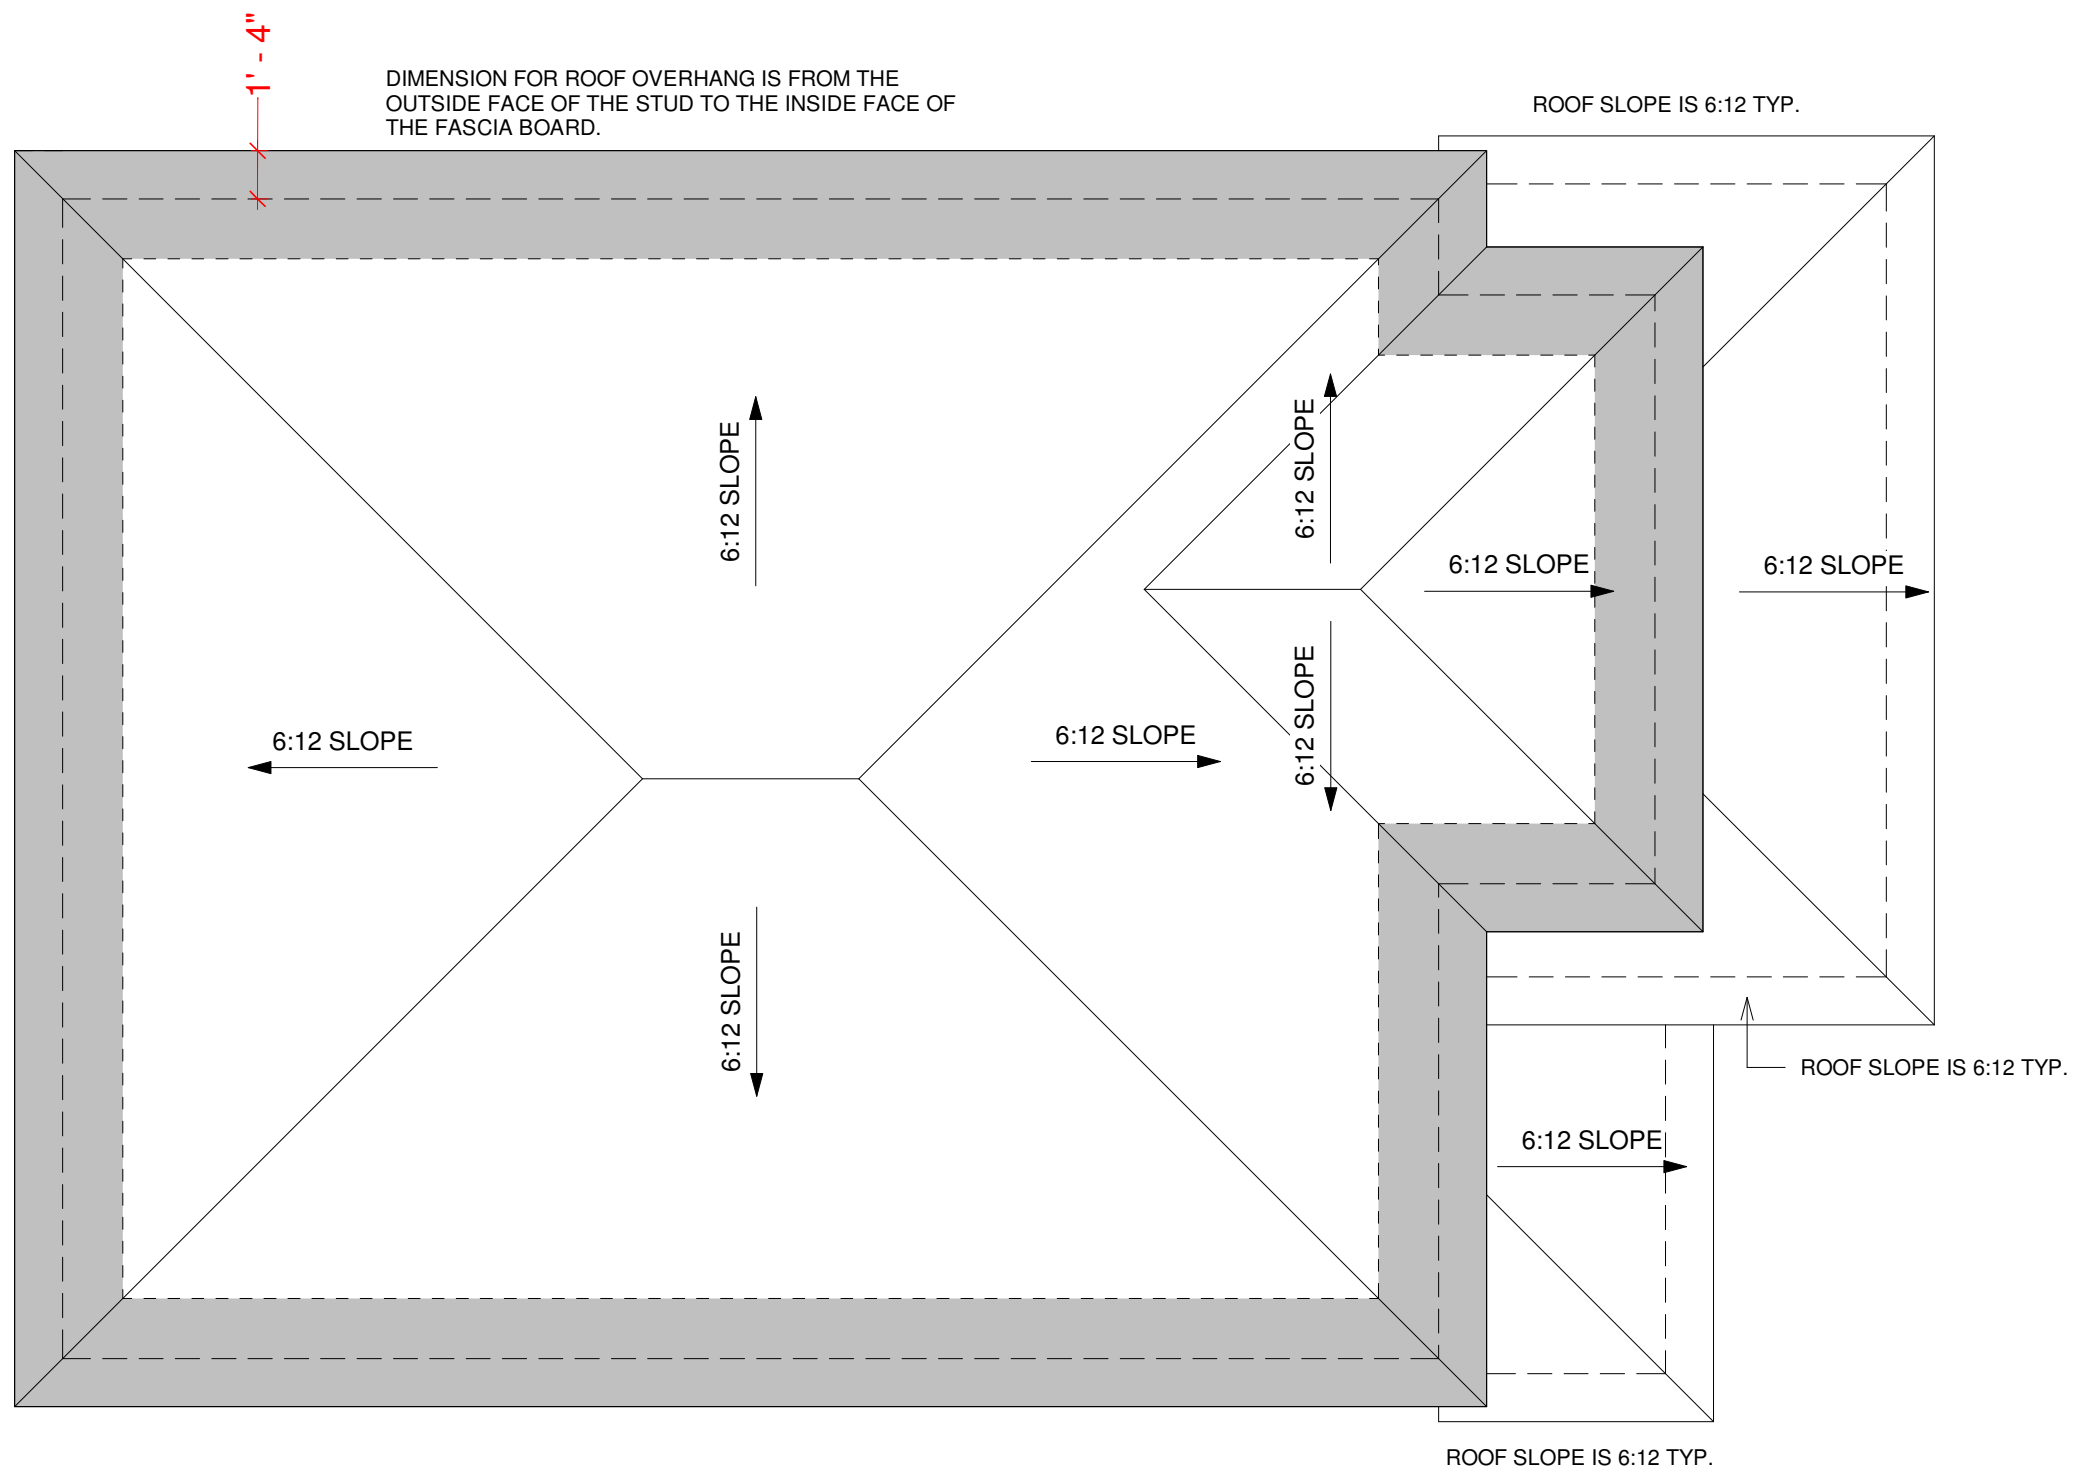 1' - 4"
DIMENSION FOR ROOF OVERHANG IS FROM THE
OUTSIDE FACE OF THE STUD TO THE INSIDE FACE OF
THE FASCIA BOARD.
ROOF SLOPE IS 6:12 TYP.
6:12 SLOPE
6:12 SLOPE
6:12 SLOPE
6:12 SLOPE
6:12 SLOPE
6:12 SLOPE
6:12 SLOPE
6:12 SLOPE
6:12 SLOPE
ROOF SLOPE IS 6:12 TYP.
6:12 SLOPE
ROOF SLOPE IS 6:12 TYP.